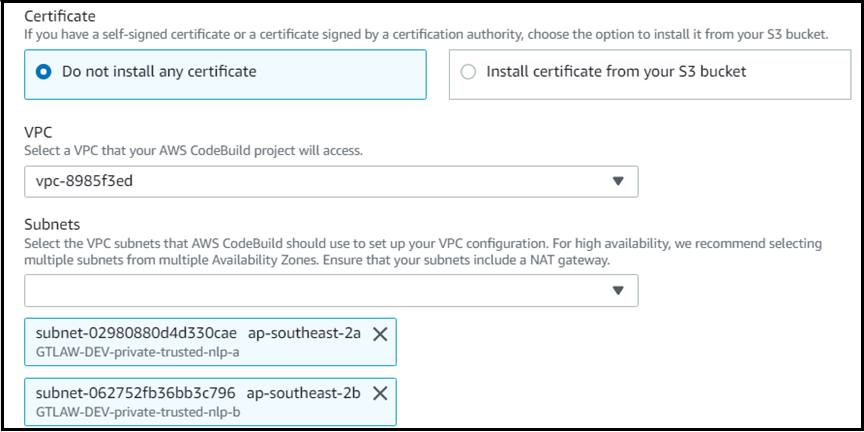 Certificate
If you have a self-signed certificate or a certificate signed by a certification authority, choose the option to install it from your S3 bucket.
Do not install any certificate
Install certificate from your S3 bucket
VPC
Select a VPC that your AWS CodeBuild project will access.
vpc-8985f3ed
Subnets
Select the VPC subnets that AWS CodeBuild should use to set up your VPC configuration. For high availability, we recommend selecting
multiple subnets from multiple Availability Zones. Ensure that your subnets include a NAT gateway.
subnet-02980880d4d330cae ap-southeast-2a
GTLAW-DEV-private-trusted-nlp-a
subnet-062752fb36bb3c796 ap-southeast-2b
GTLAW-DEV-private-trusted-nlp-b